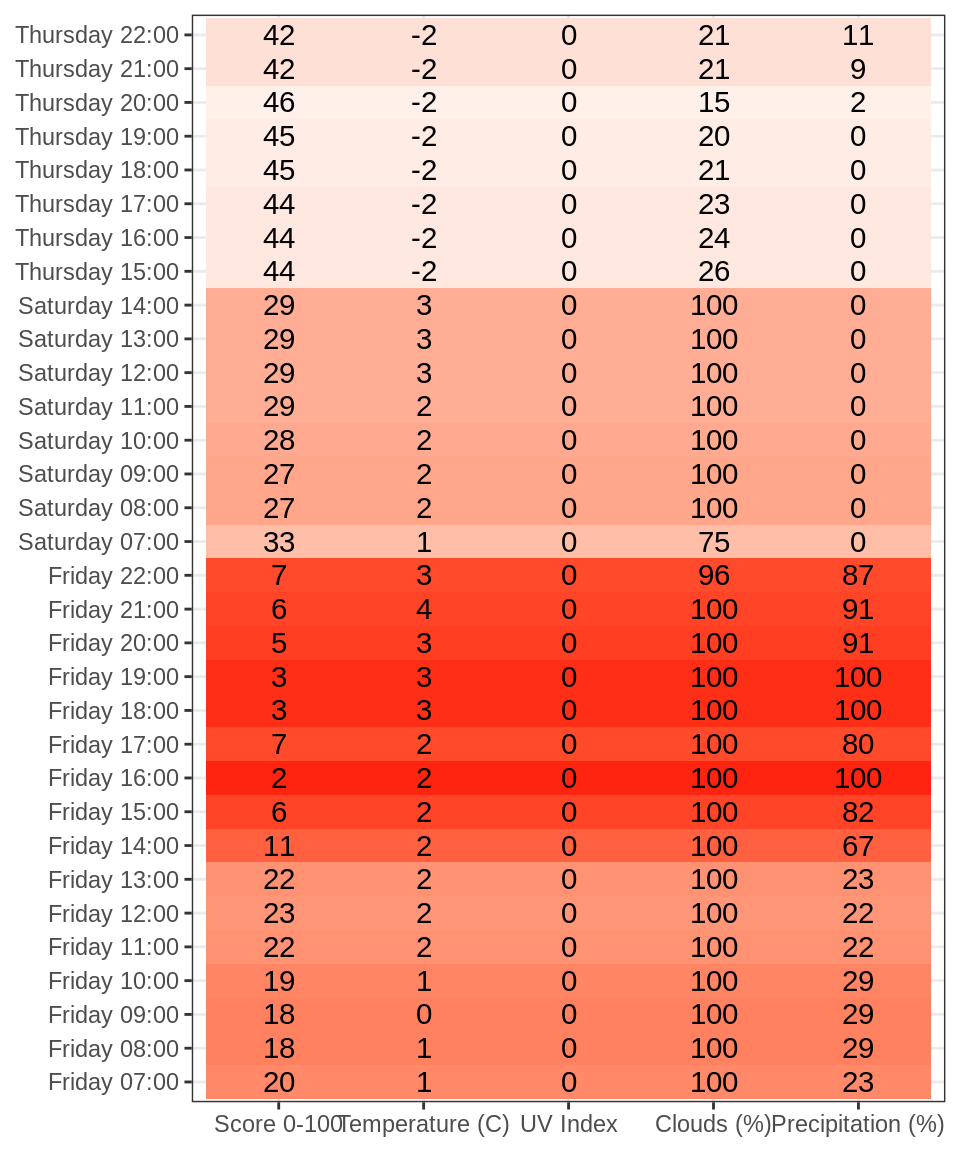 Thursday 22:00 42 -2 0 21 11
Thursday 21:00 42 -2 0 21 9
Thursday 20:00 46 -2 0 15 2
Thursday 19:00 45 -2 0 20 0
Thursday 18:00 45 -2 0 21 0
Thursday 17:00 44 -2 0 23 0
Thursday 16:00 44 -2 0 24 0
Thursday 15:00 44 -2 0 26 0
Saturday 14:00 29 3 0 100 0
Saturday 13:00 29 3 0 100 0
Saturday 12:00 29 3 0 100 0
Saturday 11:00 29 2 0 100 0
Saturday 10:00 28 2 0 100 0
Saturday 09:00 27 2 0 100 0
Saturday 08:00 27 2 0 100 0
Saturday 07:00 33 1 0 75 0
Friday 22:00 7 3 0 96 87
Friday 21:00 6 4 0 100 91
Friday 20:00 5 3 0 100 91
Friday 19:00 3 3 0 100 100
Friday 18:00 3 3 0 100 100
Friday 17:00 7 2 0 100 80
Friday 16:00 2 2 0 100 100
Friday 15:00 6 2 0 100 82
Friday 14:00 11 2 0 100 67
Friday 13:00 22 2 0 100 23
Friday 12:00 23 2 0 100 22
Friday 11:00 22 2 0 100 22
Friday 10:00 19 1 0 100 29
Friday 09:00 18 0 0 100 29
Friday 08:00 18 1 0 100 29
Friday 07:00 20 1 0 100 23
Score 0-100 Temperature (C) UV Index Clouds (%) Precipitation (%)